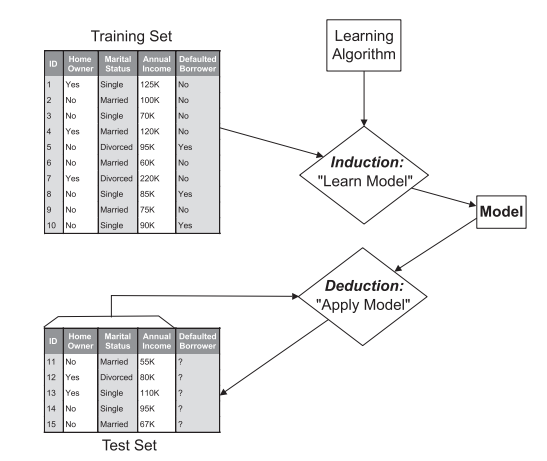 Training Set
Learning
Algorithm
ID Home Owner Marital Status Annual Income Defaulted Borrower
1 Yes Single 125K No
2 No Married 100K No
3 No Single 70K No
4 Yes Married 120K No
5 No Divorced 95K Yes
6 No Married 60K No
7 Yes Divorced 220K No
8 No Single 85K Yes
9 No Married 75K No
10 No Single 90K Yes
Induction:
"Learn Model"
Model
Deduction:
"Apply Model"
ID Home Owner Marital Status Annual Income Defaulted Borrower
11 No Married 55K ?
12 Yes Divorced 80K ?
13 Yes Single 110K ?
14 No Single 95K ?
15 No Married 67K ?
Test Set